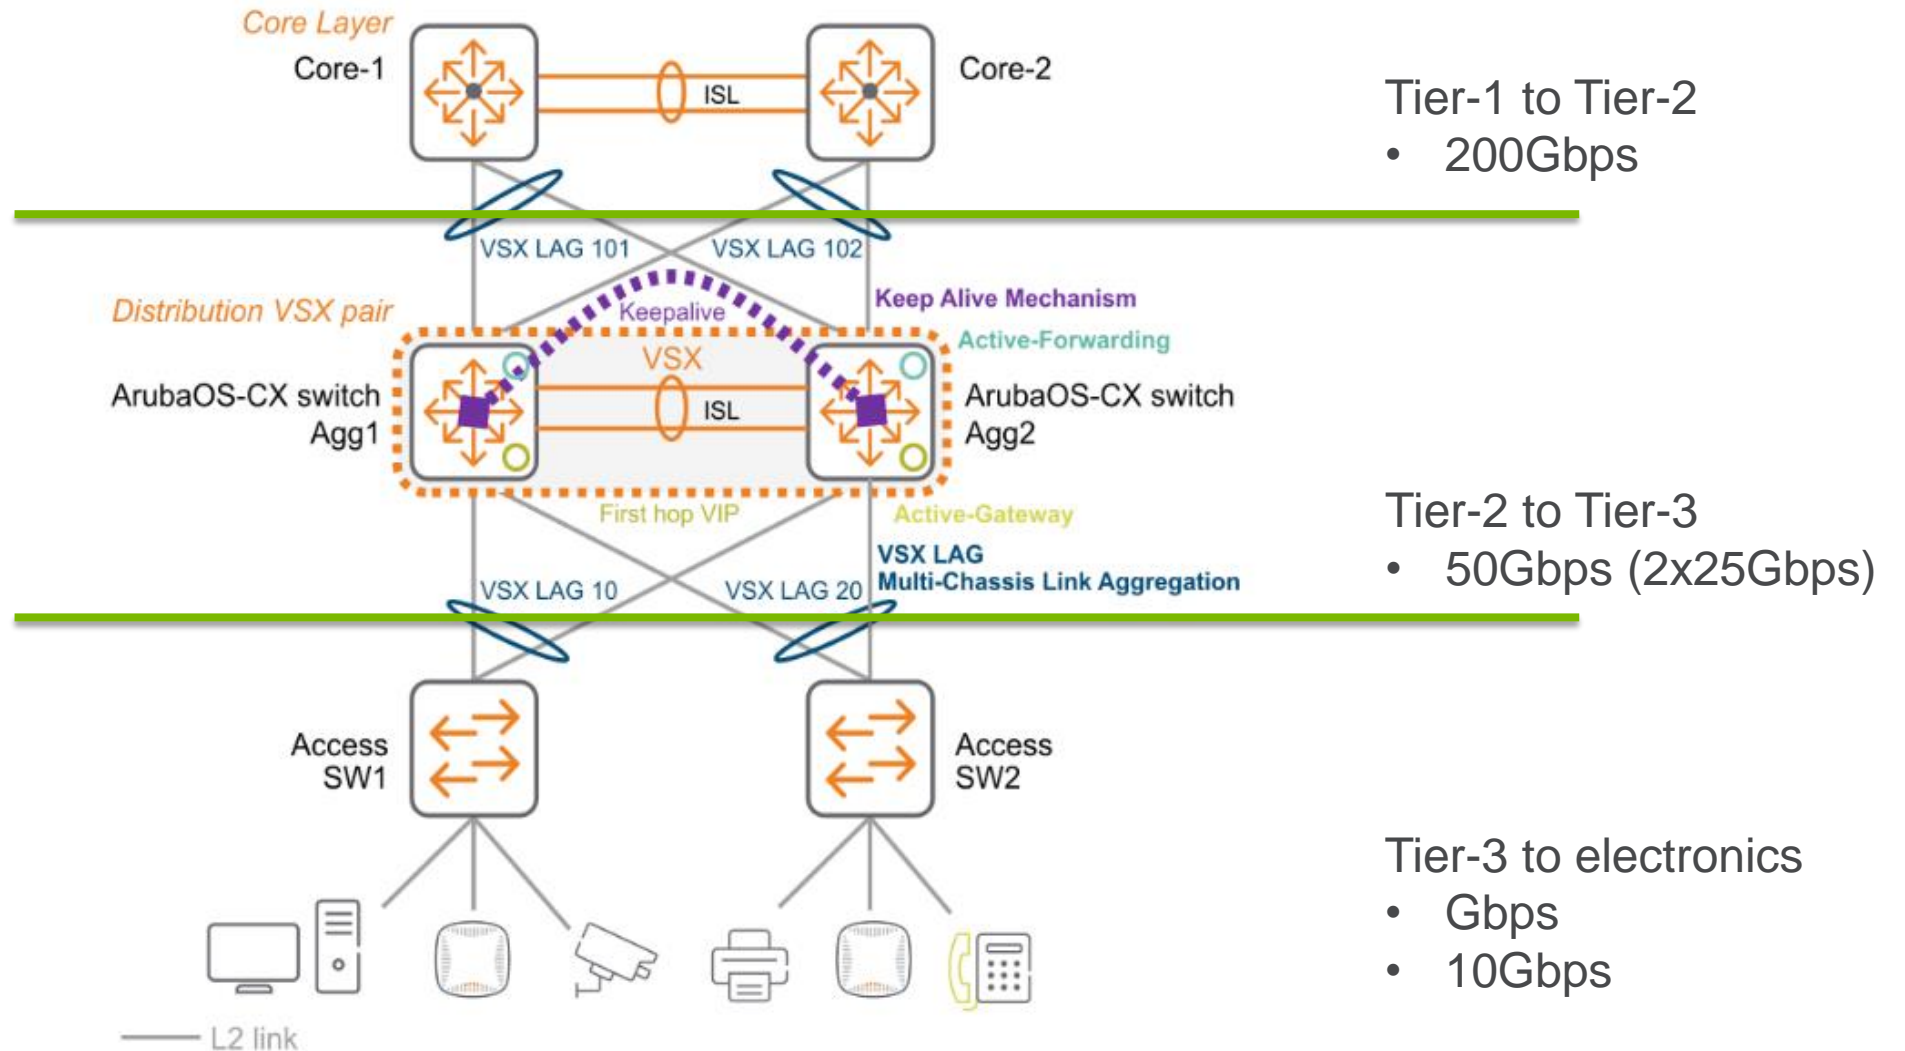 Core Layer
Core-1
ISL
Core-2
Tier-1 to Tier-2
• 200Gbps
VSX LAG 101
VSX LAG 102
Distribution VSX pair
Keepalive
Keep Alive Mechanism
Active-Forwarding
VSX
ArubaOS-CX switch
Agg1
ISL
ArubaOS-CX switch
Agg2
First hop VIP
Active-Gateway
Tier-2 to Tier-3
• 50Gbps (2x25Gbps)
VSX LAG
Multi-Chassis Link Aggregation
VSX LAG 10
VSX LAG 20
Access
SW1
Access
SW2
Tier-3 to electronics
• Gbps
• 10Gbps
L2 link